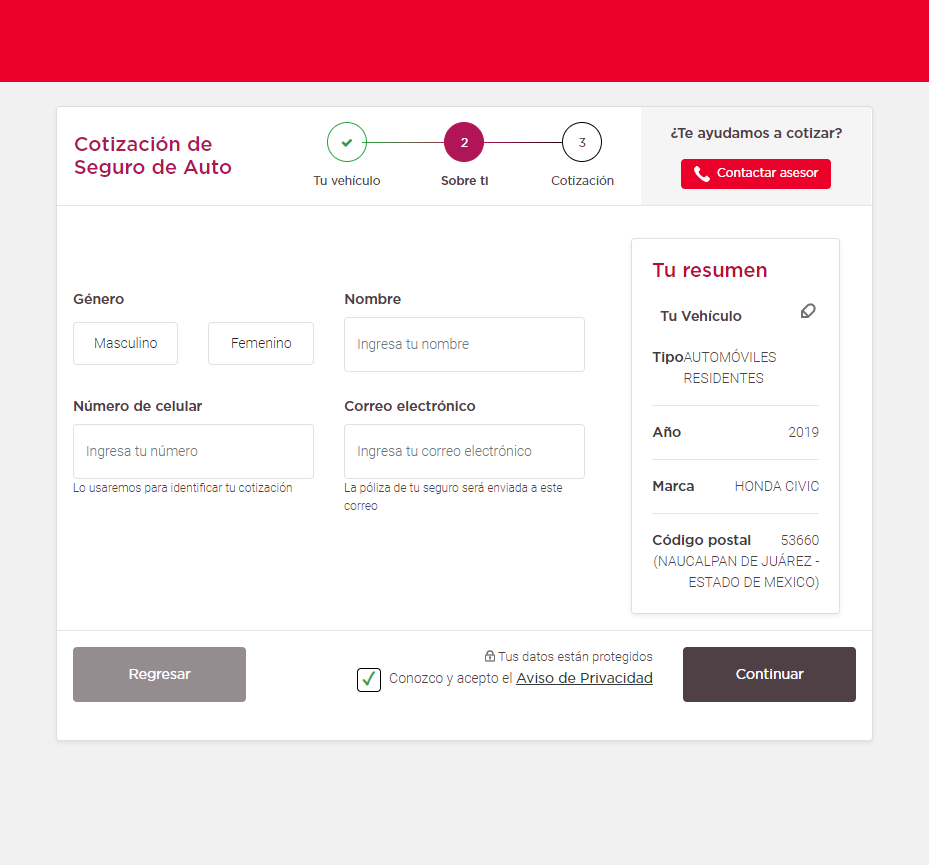 Cotización de
Seguro de Auto
2
3
Tu vehículo
Sobre ti
Cotización
¿Te ayudamos a cotizar?
Contactar asesor
Género
Masculino
Femenino
Nombre
Ingresa tu nombre
Número de celular
Ingresa tu número
Lo usaremos para identificar tu cotización
Correo electrónico
Ingresa tu correo electrónico
La póliza de tu seguro será enviada a este
correo
Tu resumen
Tu Vehículo
Tipo AUTOMÓVILES
RESIDENTES
Año 2019
Marca HONDA CIVIC
Código postal 53660
(NAUCALPAN DE JUÁREZ -
ESTADO DE MEXICO)
Regresar
Tus datos están protegidos
Conozco y acepto el Aviso de Privacidad
Continuar